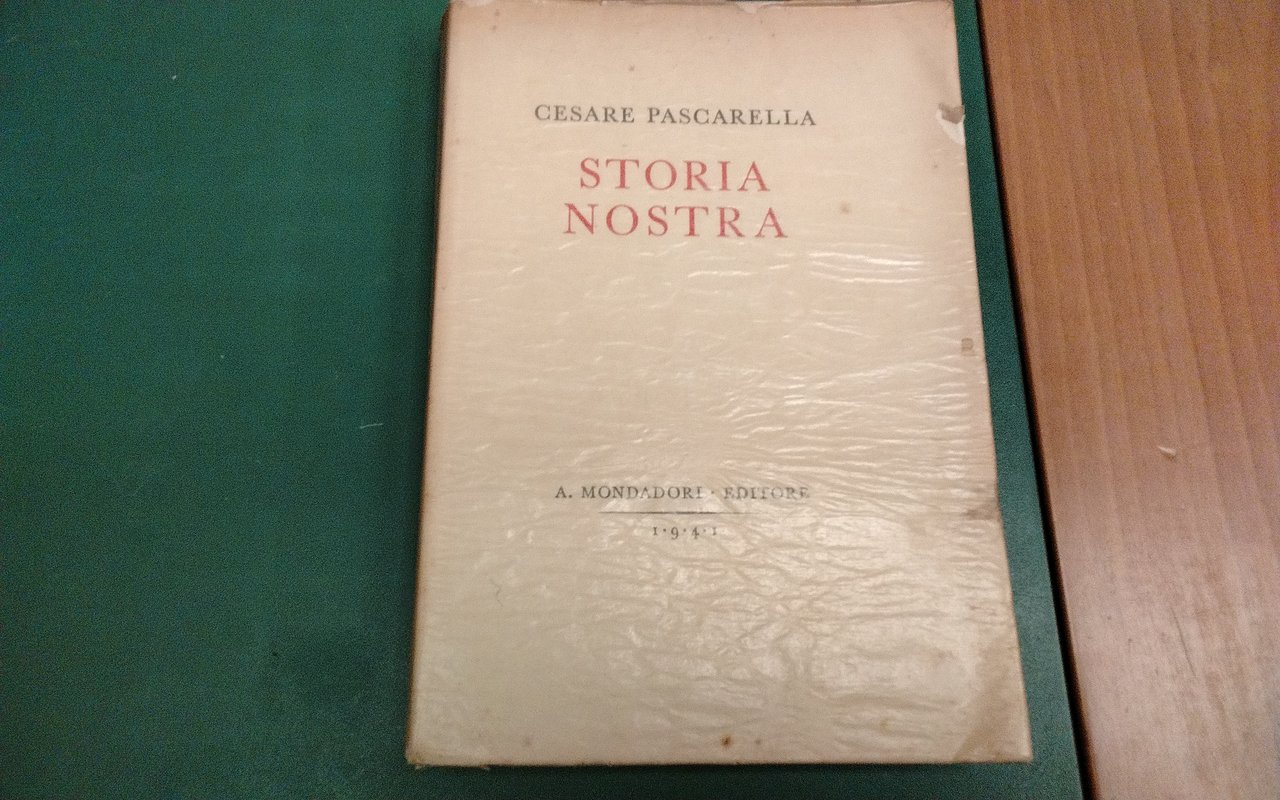 CESARE PASCARELLA
STORIA
NOSTRA
A. MONDADORI · EDITORE
1·9·4·1